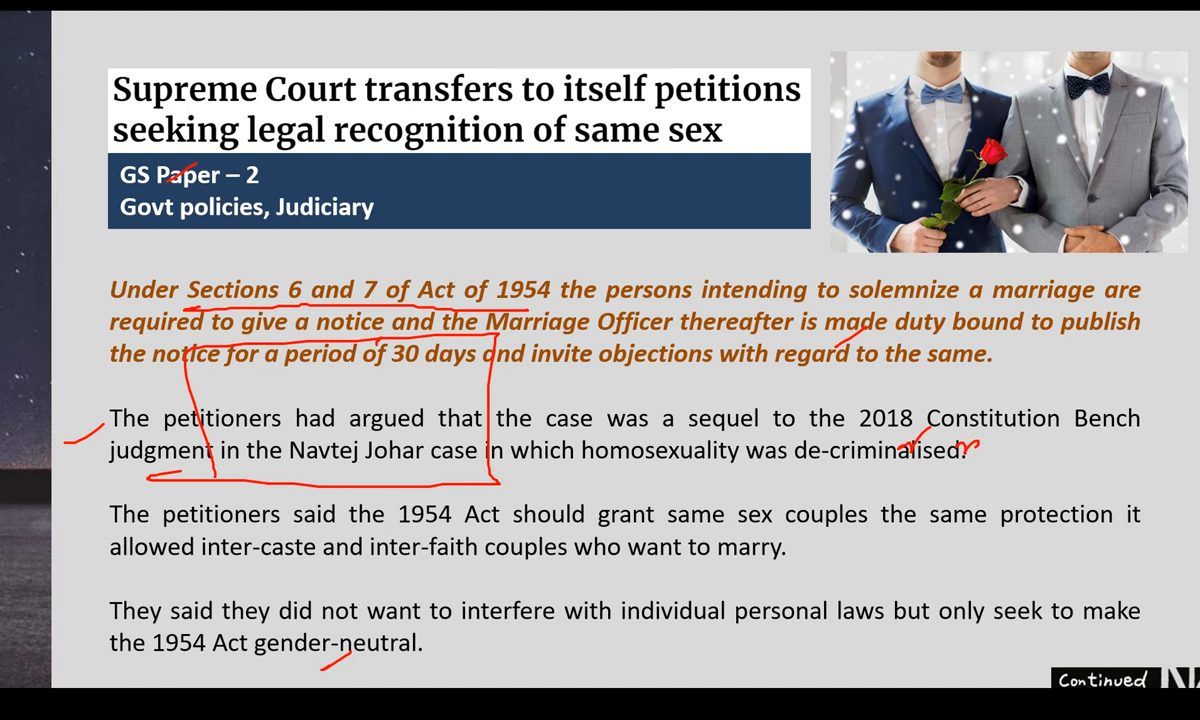 Supreme Court transfers to itself petitions
seeking legal recognition of same sex
GS Paper – 2
Govt policies, Judiciary
Under Sections 6 and 7 of Act of 1954 the persons intending to solemnize a marriage are
required to give a notice and the Marriage Officer thereafter is made duty bound to publish
the notice for a period of 30 days and invite objections with regard to the same.
The petitioners had argued that the case was a sequel to the 2018 Constitution Bench
judgment in the Navtej Johar case in which homosexuality was de-criminalised.
The petitioners said the 1954 Act should grant same sex couples the same protection it
allowed inter-caste and inter-faith couples who want to marry.
They said they did not want to interfere with individual personal laws but only seek to make
the 1954 Act gender-neutral.
Continued